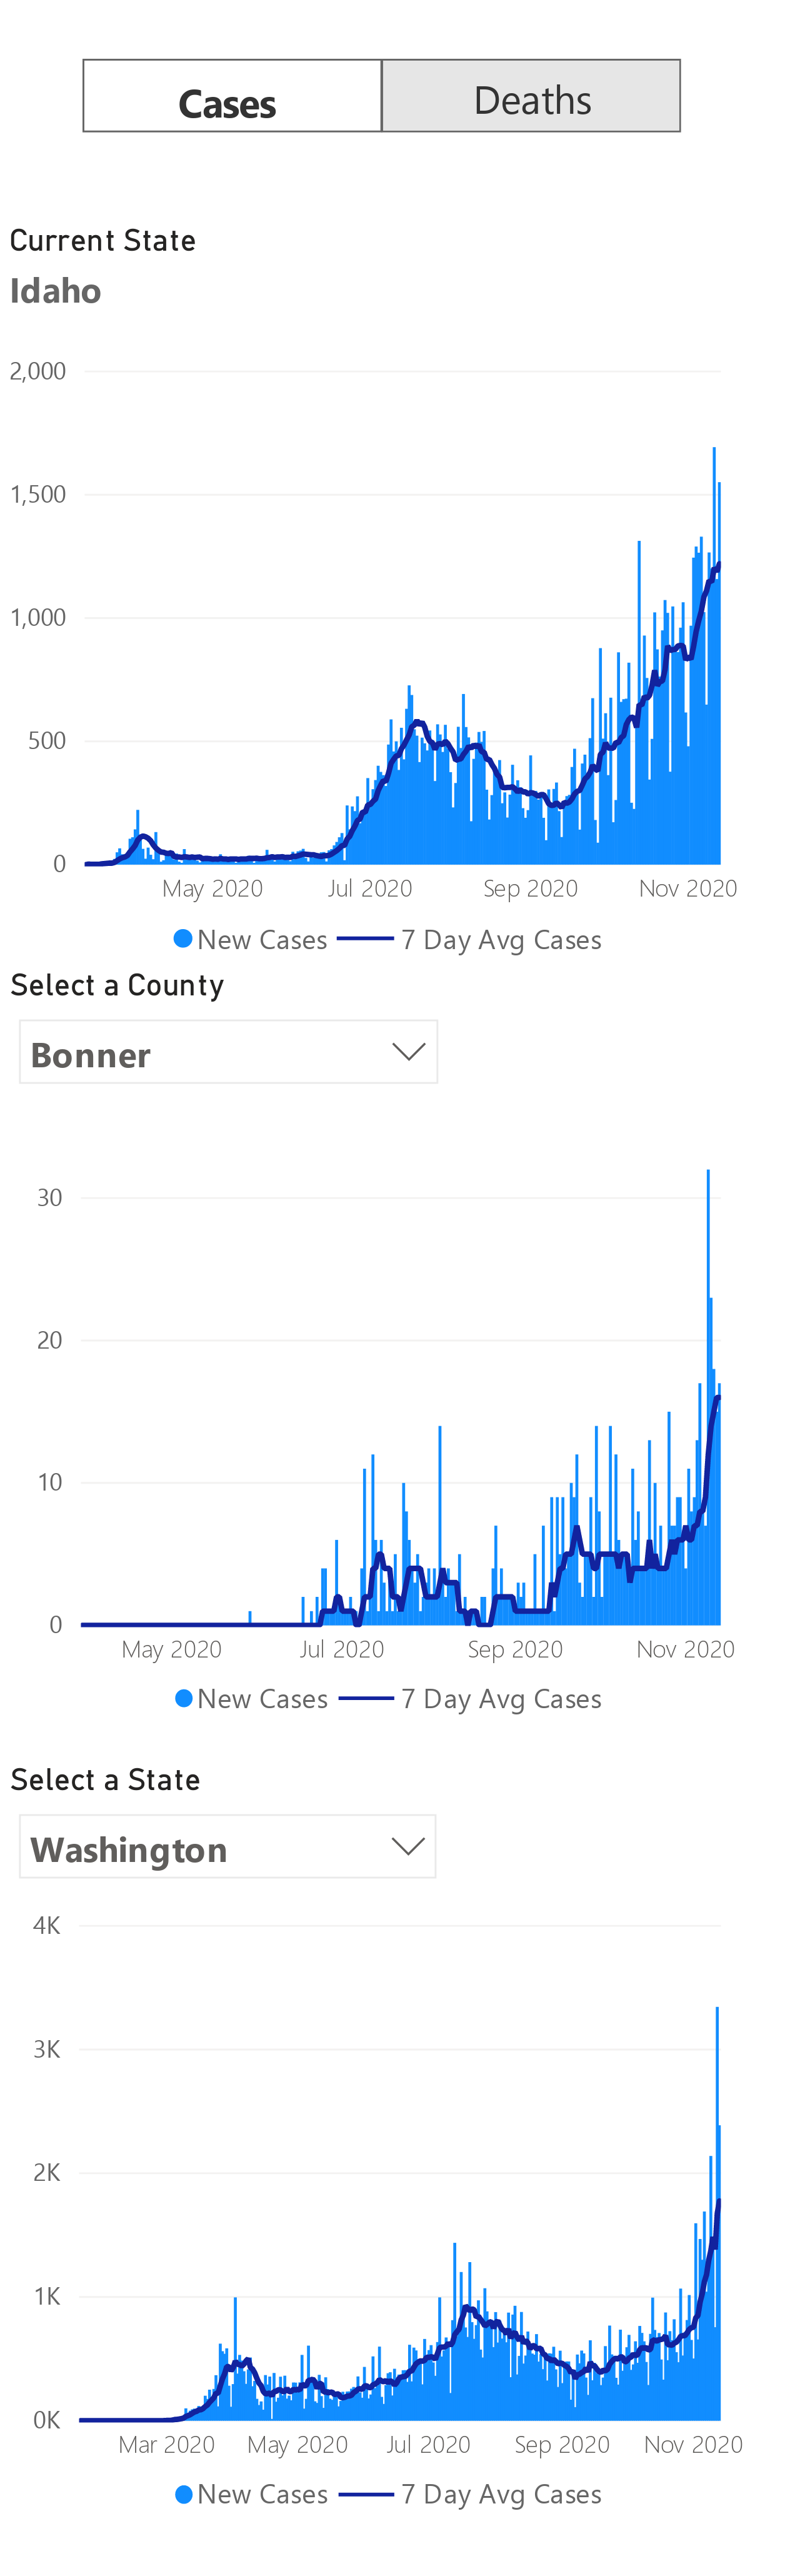 Cases Deaths
Current State
Idaho
2,000
1,500
1,000
500
0
May 2020 Jul 2020 Sep 2020 Nov 2020
New Cases 7 Day Avg Cases
Select a County
Bonner
30
20
10
0
May 2020 Jul 2020 Sep 2020 Nov 2020
New Cases 7 Day Avg Cases
Select a State
Washington
4K
3K
2K
1K
0K
Mar 2020 May 2020 Jul 2020 Sep 2020 Nov 2020
New Cases 7 Day Avg Cases